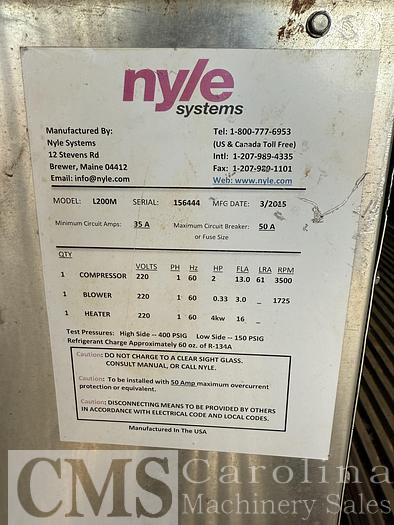 nyle
systems
Manufactured By: Tel: 1-800-777-6953
Nyle Systems (US & Canada Toll Free)
12 Stevens Rd Intl: 1-207-989-4335
Brewer, Maine 04412 Fax: 1-207-989-1101
Email: info@nyle.com Web: www.nyle.com
MODEL: L200M SERIAL: 156444 MFG DATE: 3/2015
Minimum Circuit Amps: 35 A Maximum Circuit Breaker: 50 A
or Fuse Size
QTY VOLTS PH Hz HP FLA LRA RPM
1 COMPRESSOR 220 1 60 2 13.0 61 3500
1 BLOWER 220 1 60 0.33 3.0 _ 1725
1 HEATER 220 1 60 4kw 16 _
Test Pressures: High Side -- 400 PSIG Low Side -- 150 PSIG
Refrigerant Charge Approximately 60 oz. of R-134A
Caution: DO NOT CHARGE TO A CLEAR SIGHT GLASS.
CONSULT MANUAL, OR CALL NYLE.
Caution: To be installed with 50 Amp maximum overcurrent
protection or equivalent.
Caution: DISCONNECTING MEANS TO BE PROVIDED BY OTHERS
IN ACCORDANCE WITH ELECTRICAL CODE AND LOCAL CODES.
Manufactured In The USA
CMS Carolina
Machinery Sales